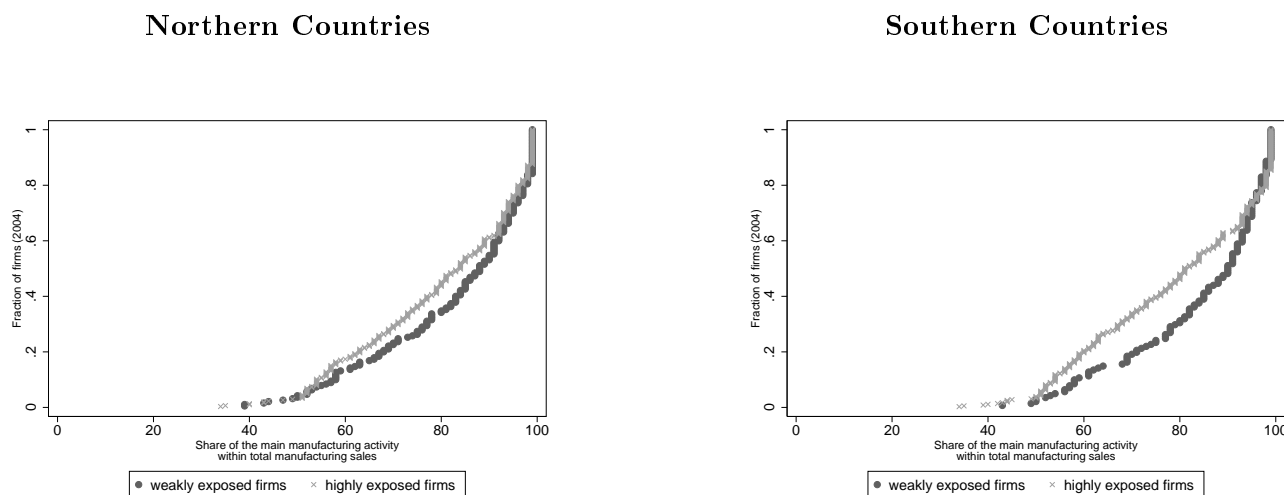 Northern Countries
Fraction of firms (2004)
0 .2 .4 .6 .8 1
0 20 40 60 80 100
Share of the main manufacturing activity
within total manufacturing sales
weakly exposed firms highly exposed firms
Southern Countries
Fraction of firms (2004)
0 .2 .4 .6 .8 1
0 20 40 60 80 100
Share of the main manufacturing activity
within total manufacturing sales
weakly exposed firms highly exposed firms